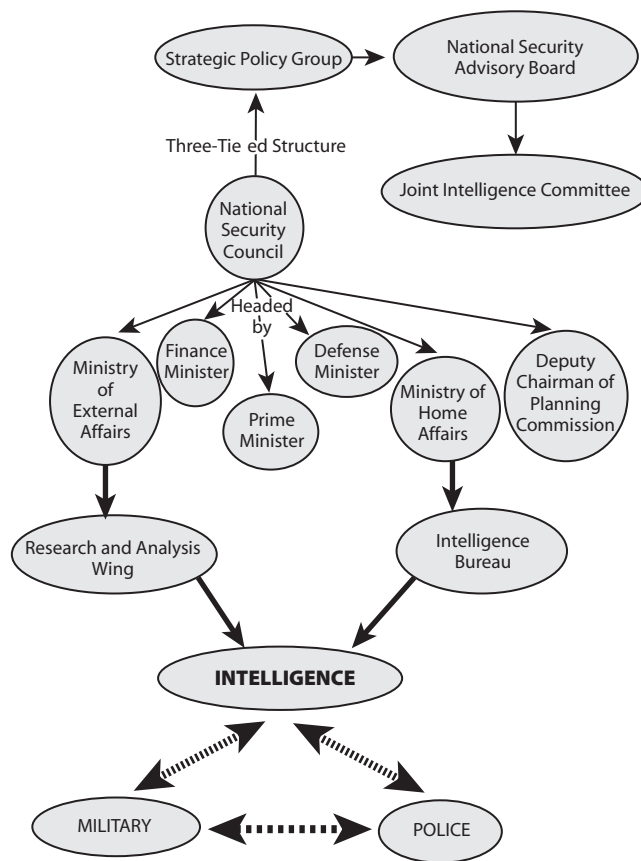 Strategic Policy Group
National Security
Advisory Board
Three-Tie ed Structure
Joint Intelligence Committee
National
Security
Council
Headed
by
Ministry
of
External
Affairs
Finance
Minister
Prime
Minister
Defense
Minister
Ministry of
Home
Affairs
Deputy
Chairman of
Planning
Commission
Research and Analysis
Wing
Intelligence
Bureau
INTELLIGENCE
MILITARY
POLICE